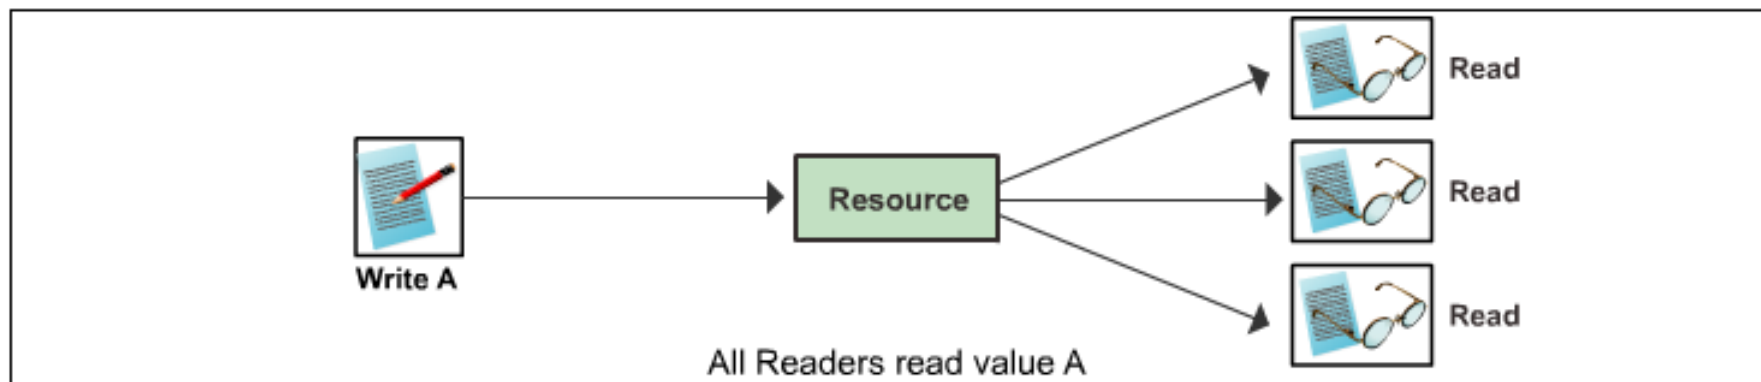 Read
Read
Resource
Write A
Read
All Readers read value A